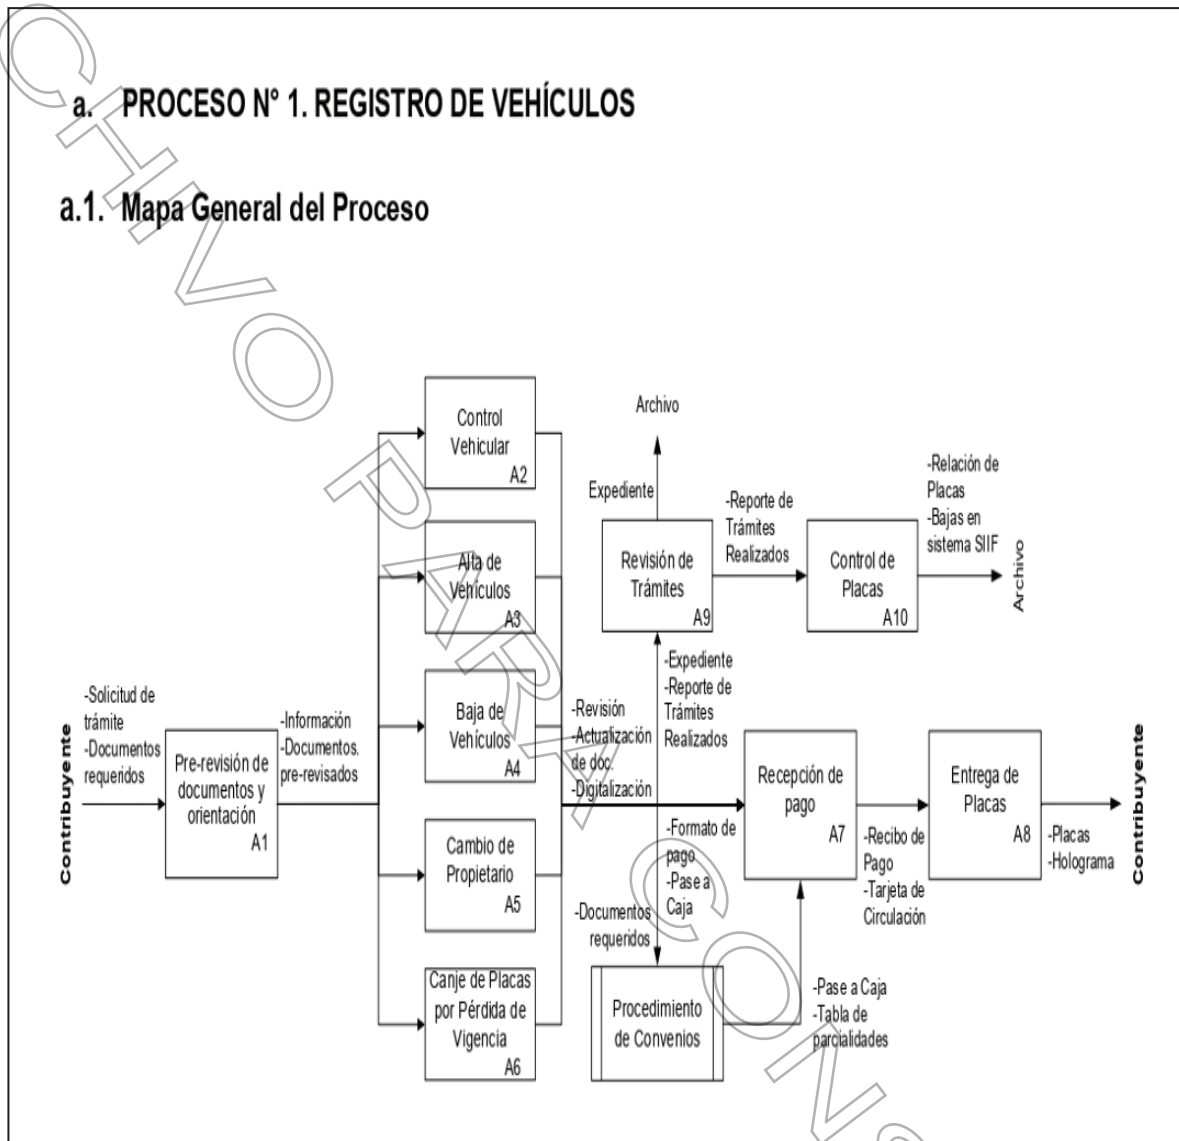 a. PROCESO N° 1. REGISTRO DE VEHÍCULOS
a.1. Mapa General del Proceso
Contribuyente
-Solicitud de
trámite
-Documentos
requeridos
Pre-revisión de
documentos y
orientación
A1
-Información
-Documentos.
pre-revisados
Control
Vehicular
A2
Alta de
Vehículos
A3
Baja de
Vehículos
A4
Cambio de
Propietario
A5
Canje de Placas
por Pérdida de
Vigencia
A6
-Revisión
-Actualización
de doc.
-Digitalización
Archivo
Expediente
Revisión de
Trámites
A9
-Reporte de
Trámites
Realizados
Control de
Placas
A10
-Relación de
Placas
-Bajas en
sistema SIIF
Archivo
-Expediente
-Reporte de
Trámites
Realizados
-Formato de
pago
-Pase a
Caja
-Documentos
requeridos
Procedimiento
de Convenios
-Pase a Caja
-Tabla de
parcialidades
Recepción de
pago
A7
-Recibo de
Pago
-Tarjeta de
Circulación
Entrega de
Placas
A8
-Placas
-Holograma
Contribuyente
CHIVO PARA CONS